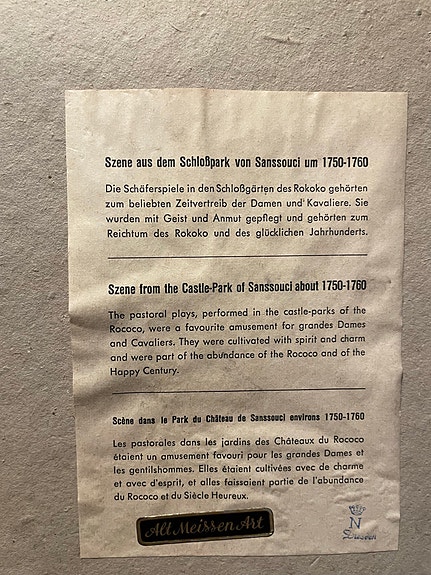 Szene aus dem Schloßpark von Sanssouci um 1750-1760
Die Schäferspiele in den Schloßgärten des Rokoko gehörten
zum beliebten Zeitvertreib der Damen und Kavaliere. Sie
wurden mit Geist und Anmut gepflegt und gehörten zum
Reichtum des Rokoko und des glücklichen Jahrhunderts.
Szene from the Castle-Park of Sanssouci about 1750-1760
The pastoral plays, performed in the castle-parks of the
Rococo, were a favourite amusement for grandes Dames
and Cavaliers. They were cultivated with spirit and charm
and were part of the abundance of the Rococo and of the
Happy Century.
Scène dans le Park du Château de Sanssouci environs 1750-1760
Les pastorales dans les jardins des Châteaux du Rococo
étaient un amusement favouri pour les grandes Dames et
les gentilshommes. Elles étaient cultivées avec de charme
et avec d'esprit, et alles faissaient partie de l'abundance
du Rococo et du Siècle Heureux.
Alt Meissen Art
N
Dresden